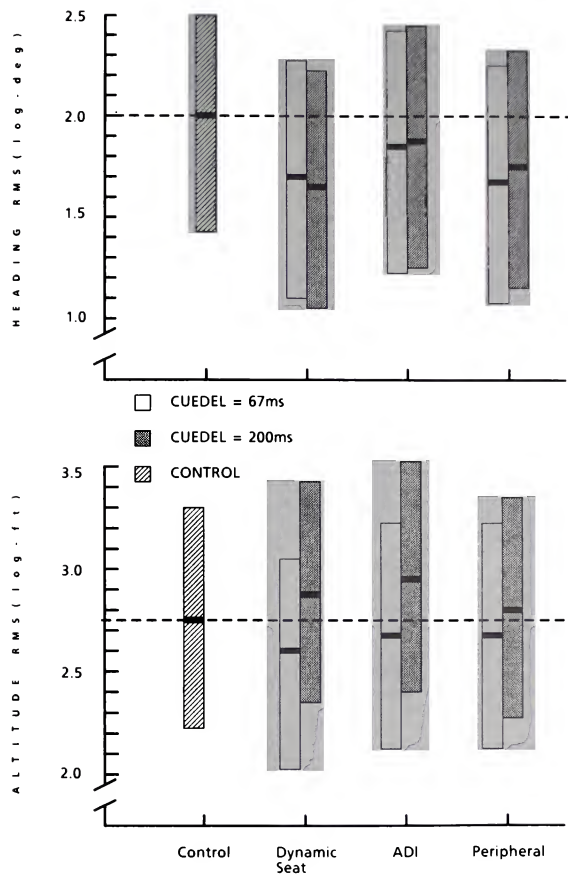 HEADING RMS (log-deg)
2.5
2.0
1.5
1.0
CUEDEL = 67ms
CUEDEL = 200ms
CONTROL
ALTITUDE RMS (log-ft)
3.5
3.0
2.5
2.0
Control
Dynamic
Seat
ADI
Peripheral